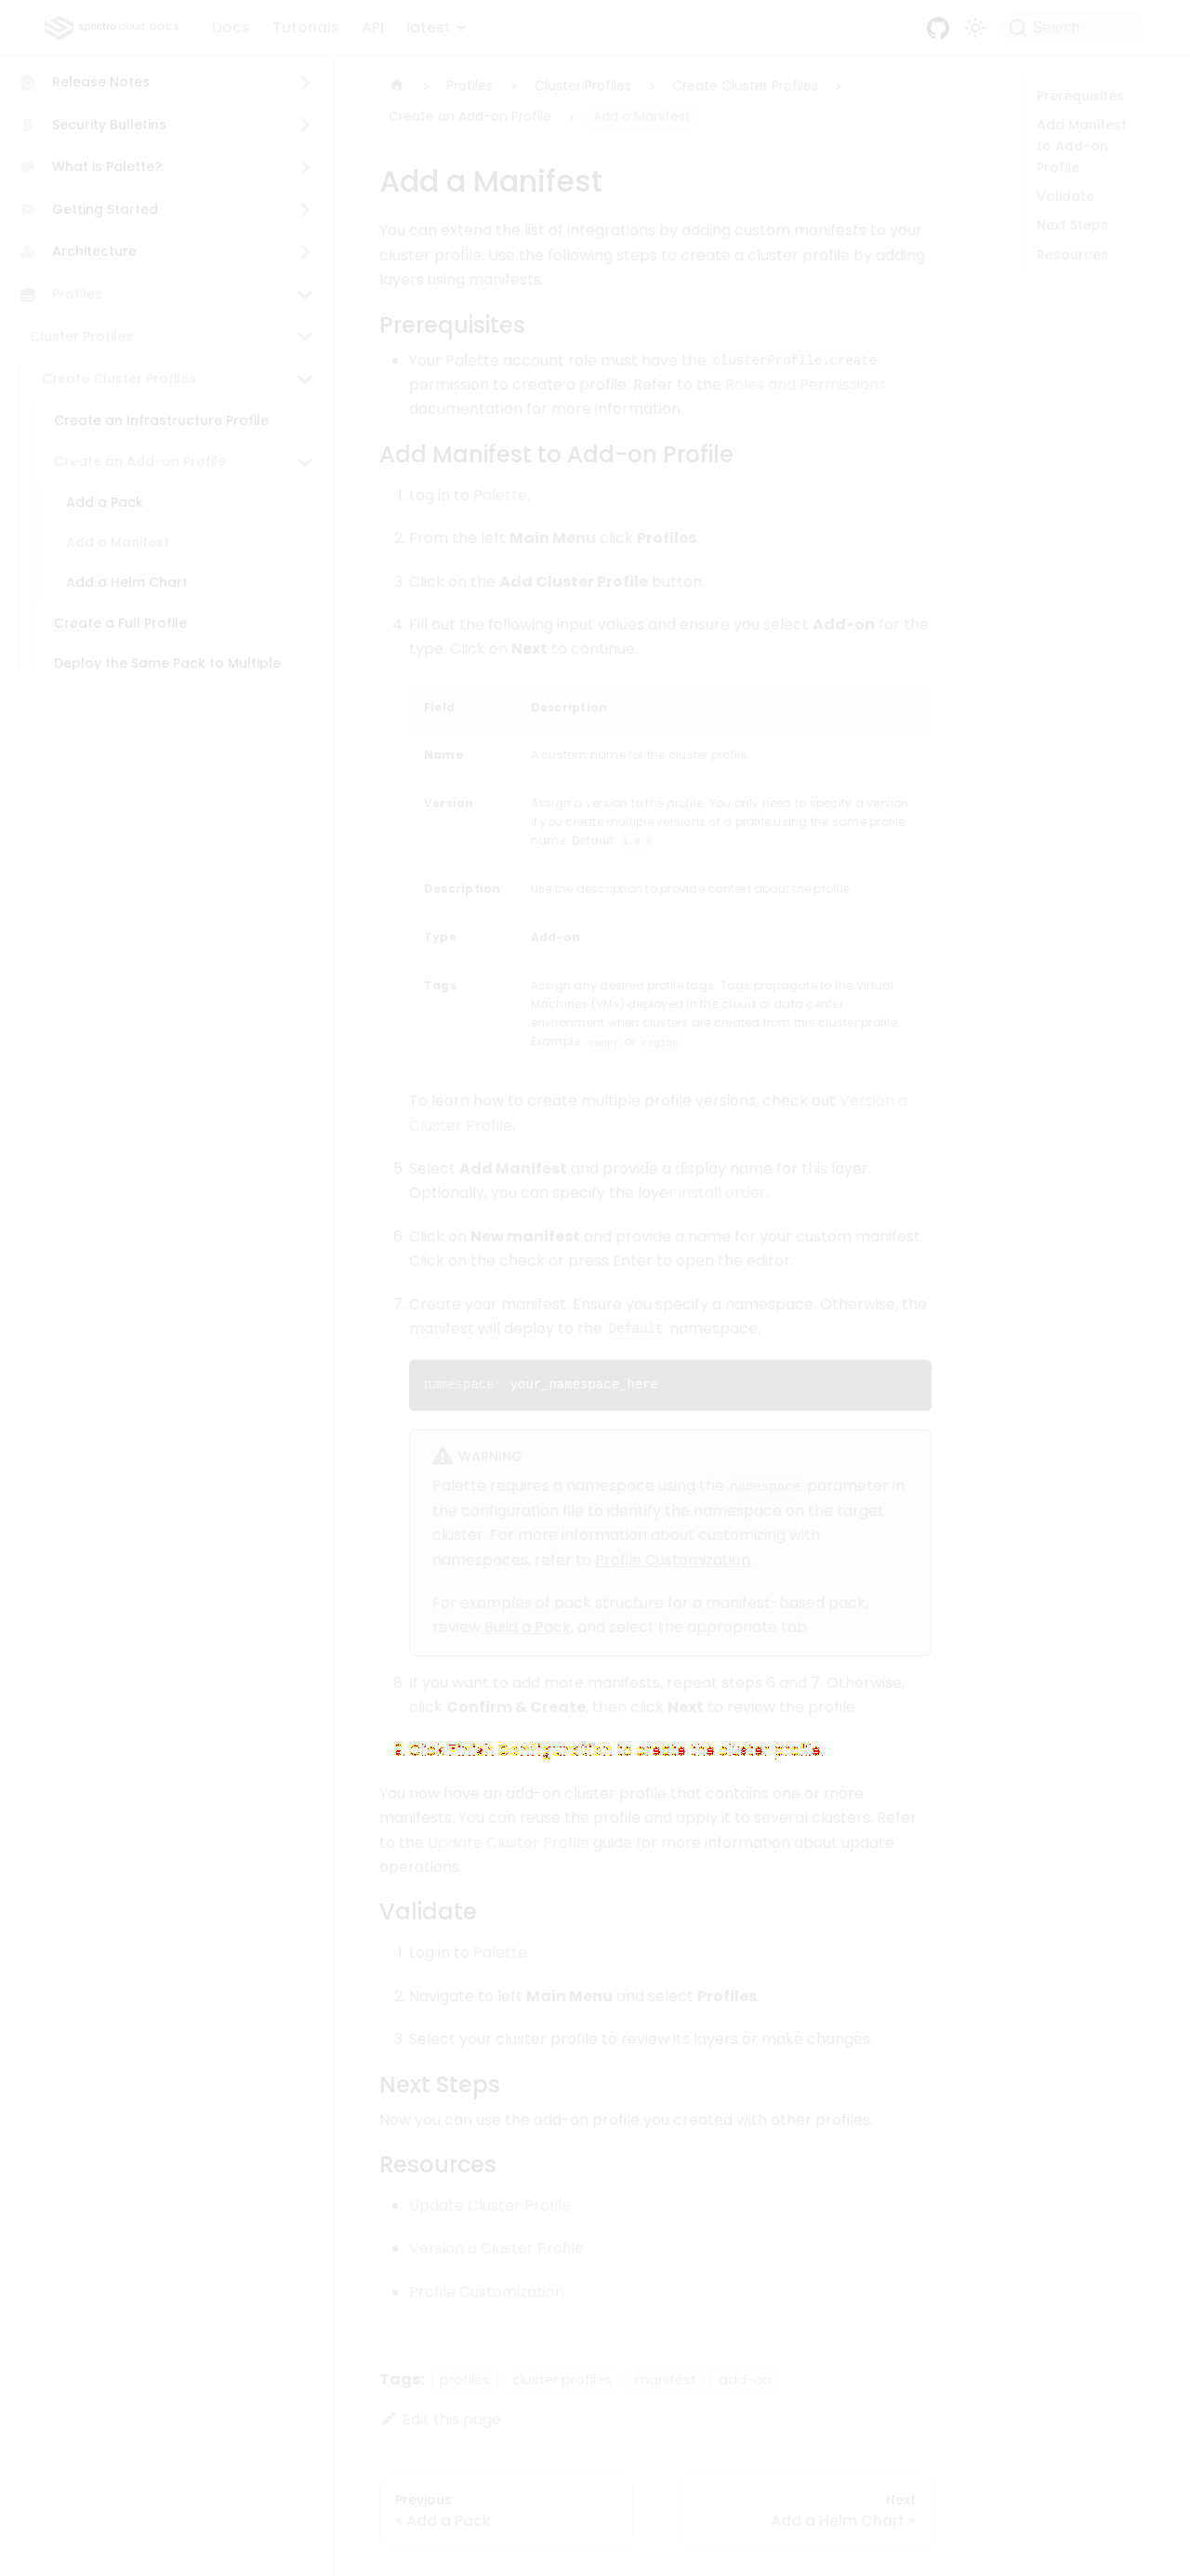 spectro cloud DOCS
Docs
Tutorials
API
latest
Search
Release Notes
Security Bulletins
What is Palette?
Getting Started
Architecture
Profiles
Cluster Profiles
Create Cluster Profiles
Create an Infrastructure Profile
Create an Add-on Profile
Add a Pack
Add a Manifest
Add a Helm Chart
Create a Full Profile
Deploy the Same Pack to Multiple
Profiles > Cluster Profiles > Create Cluster Profiles >
Create an Add-on Profile > Add a Manifest
Add a Manifest
You can extend the list of integrations by adding custom manifests to your
cluster profile. Use the following steps to create a cluster profile by adding
layers using manifests.
Prerequisites
• Your Palette account role must have the clusterProfile.create
permission to create a profile. Refer to the Roles and Permissions
documentation for more information.
Add Manifest to Add-on Profile
1. Log in to Palette.
2. From the left Main Menu click Profiles.
3. Click on the Add Cluster Profile button.
4. Fill out the following input values and ensure you select Add-on for the
type. Click on Next to continue.
Field Description
Name A custom name for the cluster profile.
Version Assign a version to the profile. You only need to specify a version
if you create multiple versions of a profile using the same profile
name. Default: 1.0.0.
Description Use the description to provide context about the profile.
Type Add-on
Tags Assign any desired profile tags. Tags propagate to the Virtual
Machines (VMs) deployed in the cloud or data center
environment when clusters are created from this cluster profile.
Example: owner or region
To learn how to create multiple profile versions, check out Version a
Cluster Profile.
5. Select Add Manifest and provide a display name for this layer.
Optionally, you can specify the layer install order.
6. Click on New manifest and provide a name for your custom manifest.
Click on the check or press Enter to open the editor.
7. Create your manifest. Ensure you specify a namespace. Otherwise, the
manifest will deploy to the Default namespace.
namespace: your_namespace_here
WARNING
Palette requires a namespace using the namespace parameter in
the configuration file to identify the namespace on the target
cluster. For more information about customizing with
namespaces, refer to Profile Customization.
For examples of pack structure for a manifest-based pack,
review Build a Pack, and select the appropriate tab.
8. If you want to add more manifests, repeat steps 6 and 7. Otherwise,
click Confirm & Create, then click Next to review the profile.
Click Finish Configuration to create the cluster profile.
You now have an add-on cluster profile that contains one or more
manifests. You can reuse the profile and apply it to several clusters. Refer
to the Update Cluster Profile guide for more information about update
operations.
Validate
1. Log in to Palette.
2. Navigate to left Main Menu and select Profiles.
3. Select your cluster profile to review its layers or make changes.
Next Steps
Now you can use the add-on profile you created with other profiles.
Resources
• Update Cluster Profile
• Version a Cluster Profile
• Profile Customization
Tags: profiles cluster profiles manifest add-on
Edit this page
Previous
« Add a Pack
Next
Add a Helm Chart »
Prerequisites
Add Manifest
to Add-on
Profile
Validate
Next Steps
Resources